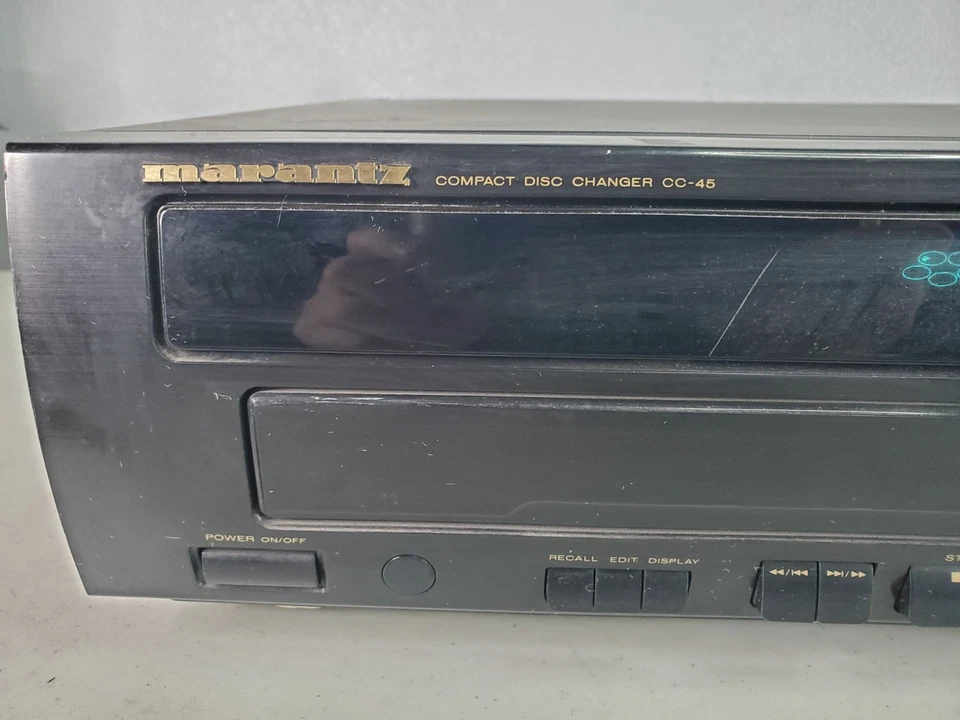 marantz COMPACT DISC CHANGER CC-45
POWER ON/OFF
RECALL EDIT DISPLAY
◀◀/|◀◀ ▶▶|/▶▶